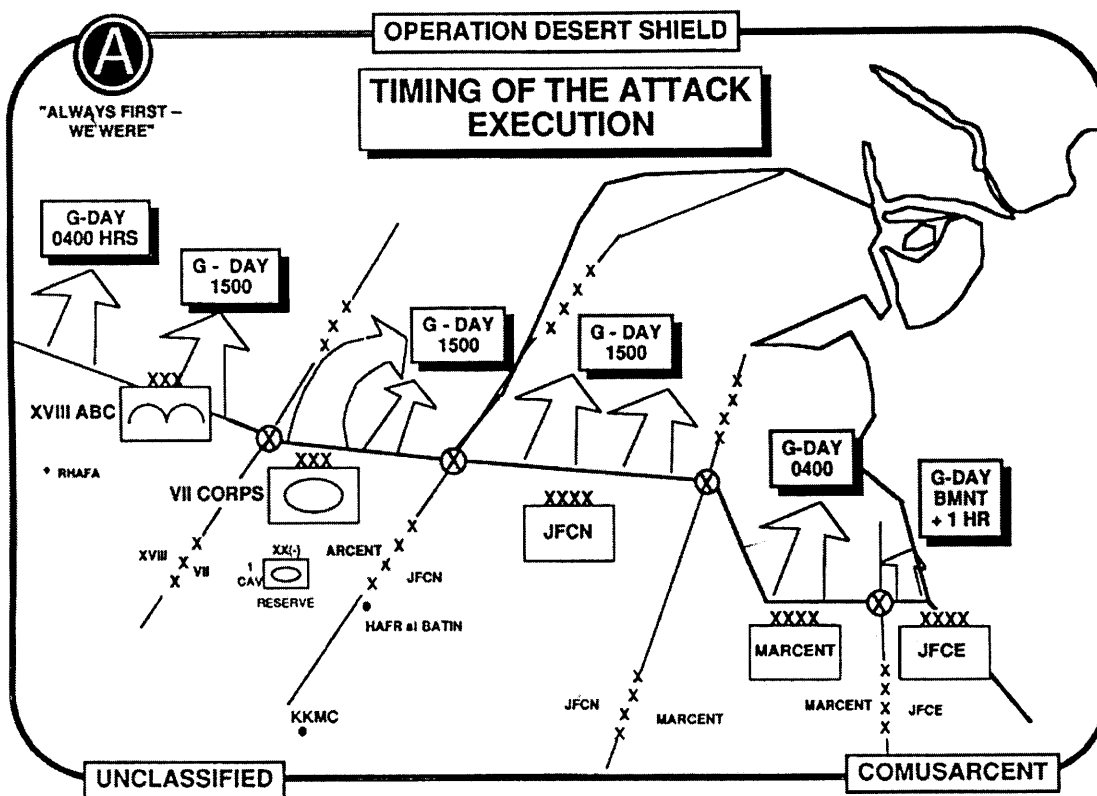 OPERATION DESERT SHIELD
A
"ALWAYS FIRST –
WE WERE"
TIMING OF THE ATTACK
EXECUTION
G-DAY
0400 HRS
G - DAY
1500
G - DAY
1500
G - DAY
1500
G-DAY
0400
G-DAY
BMNT
+ 1 HR
X
X
X
X
X
X
X
X
X
X
X
X
XXX
XVIII ABC
X
X
X
RHAFA
XXX
VII CORPS
XXXX
JFCN
XVIII
X
X
X
VII
XX(-)
1
CAV
RESERVE
ARCENT
X
X
X
X
JFCN
HAFR al BATIN
X
XXXX
MARCENT
XXXX
JFCE
KKMC
JFCN
X
X
X
X
MARCENT
MARCENT
X
X
X
X
JFCE
UNCLASSIFIED
COMUSARCENT